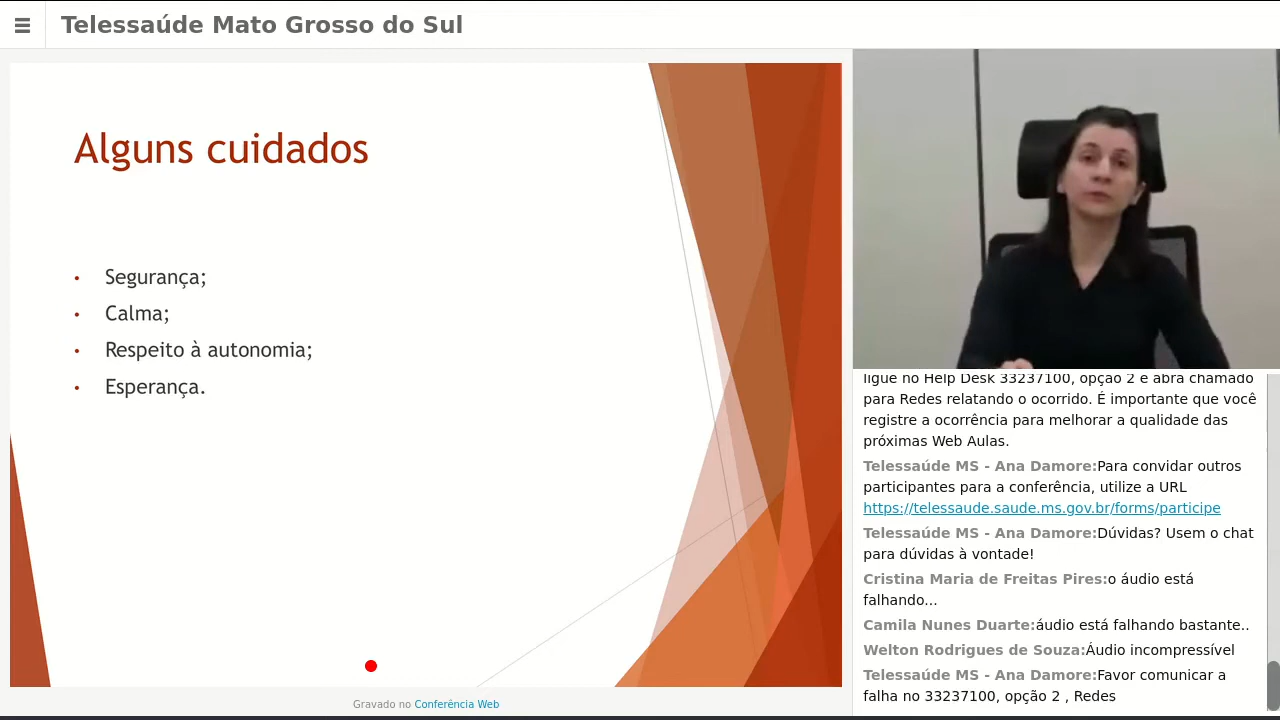 Telessaúde Mato Grosso do Sul
Alguns cuidados
• Segurança;
• Calma;
• Respeito à autonomia;
• Esperança.
Gravado no Conferência Web
ligue no Help Desk 33237100, opção 2 e abra chamado
para Redes relatando o ocorrido. É importante que você
registre a ocorrência para melhorar a qualidade das
próximas Web Aulas.
Telessaúde MS - Ana Damore:Para convidar outros
participantes para a conferência, utilize a URL
https://telessaude.saude.ms.gov.br/forms/participe
Telessaúde MS - Ana Damore:Dúvidas? Usem o chat
para dúvidas à vontade!
Cristina Maria de Freitas Pires:o áudio está
falhando...
Camila Nunes Duarte:áudio está falhando bastante..
Welton Rodrigues de Souza:Áudio incompressível
Telessaúde MS - Ana Damore:Favor comunicar a
falha no 33237100, opção 2 , Redes